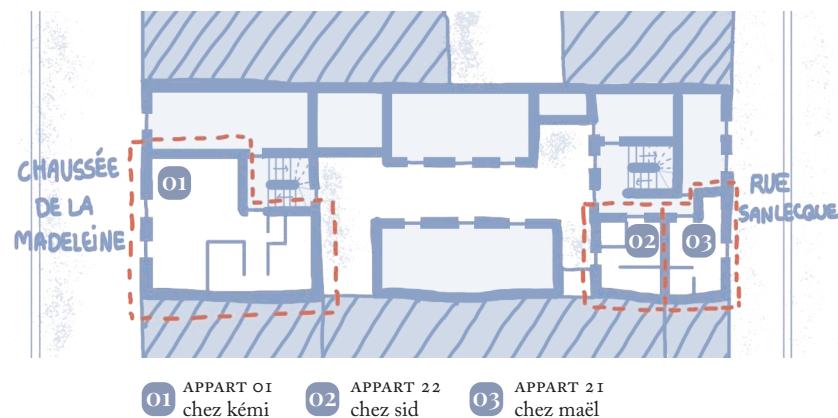 CHAUSSÉE
DE LA
MADELEINE
01
02
03
RUE
SANLECQUE
01 APPART 01
chez kémi
02 APPART 22
chez sid
03 APPART 21
chez maël